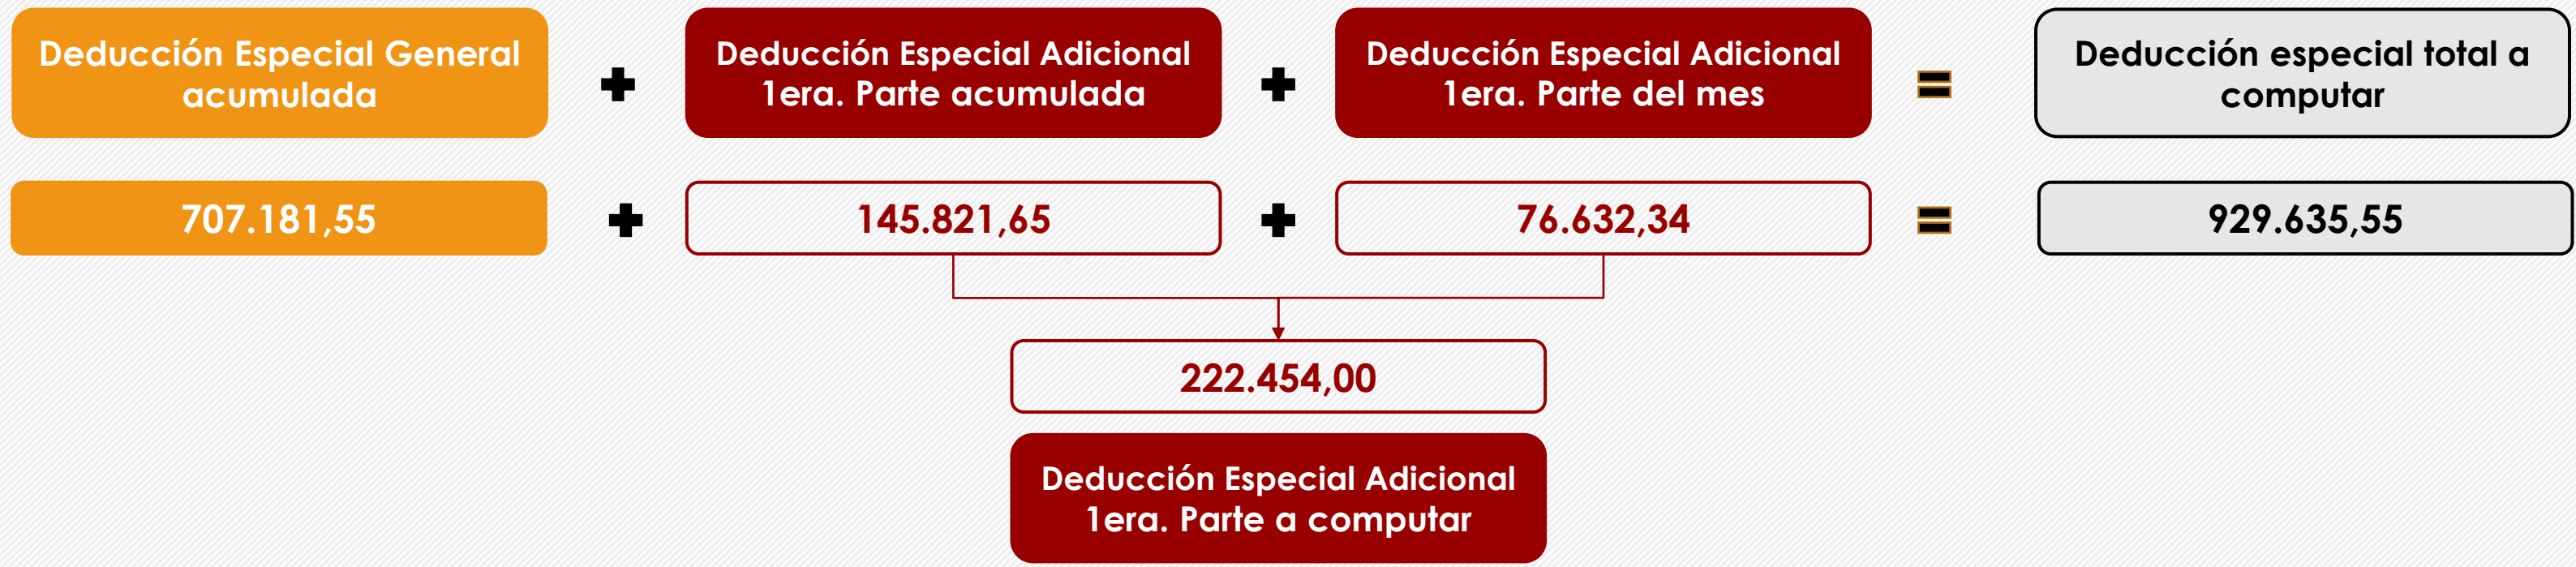 Deducción Especial General
acumulada
Deducción Especial Adicional
1era. Parte acumulada
Deducción Especial Adicional
1era. Parte del mes
Deducción especial total a
computar
707.181,55
145.821,65
76.632,34
929.635,55
222.454,00
Deducción Especial Adicional
1era. Parte a computar